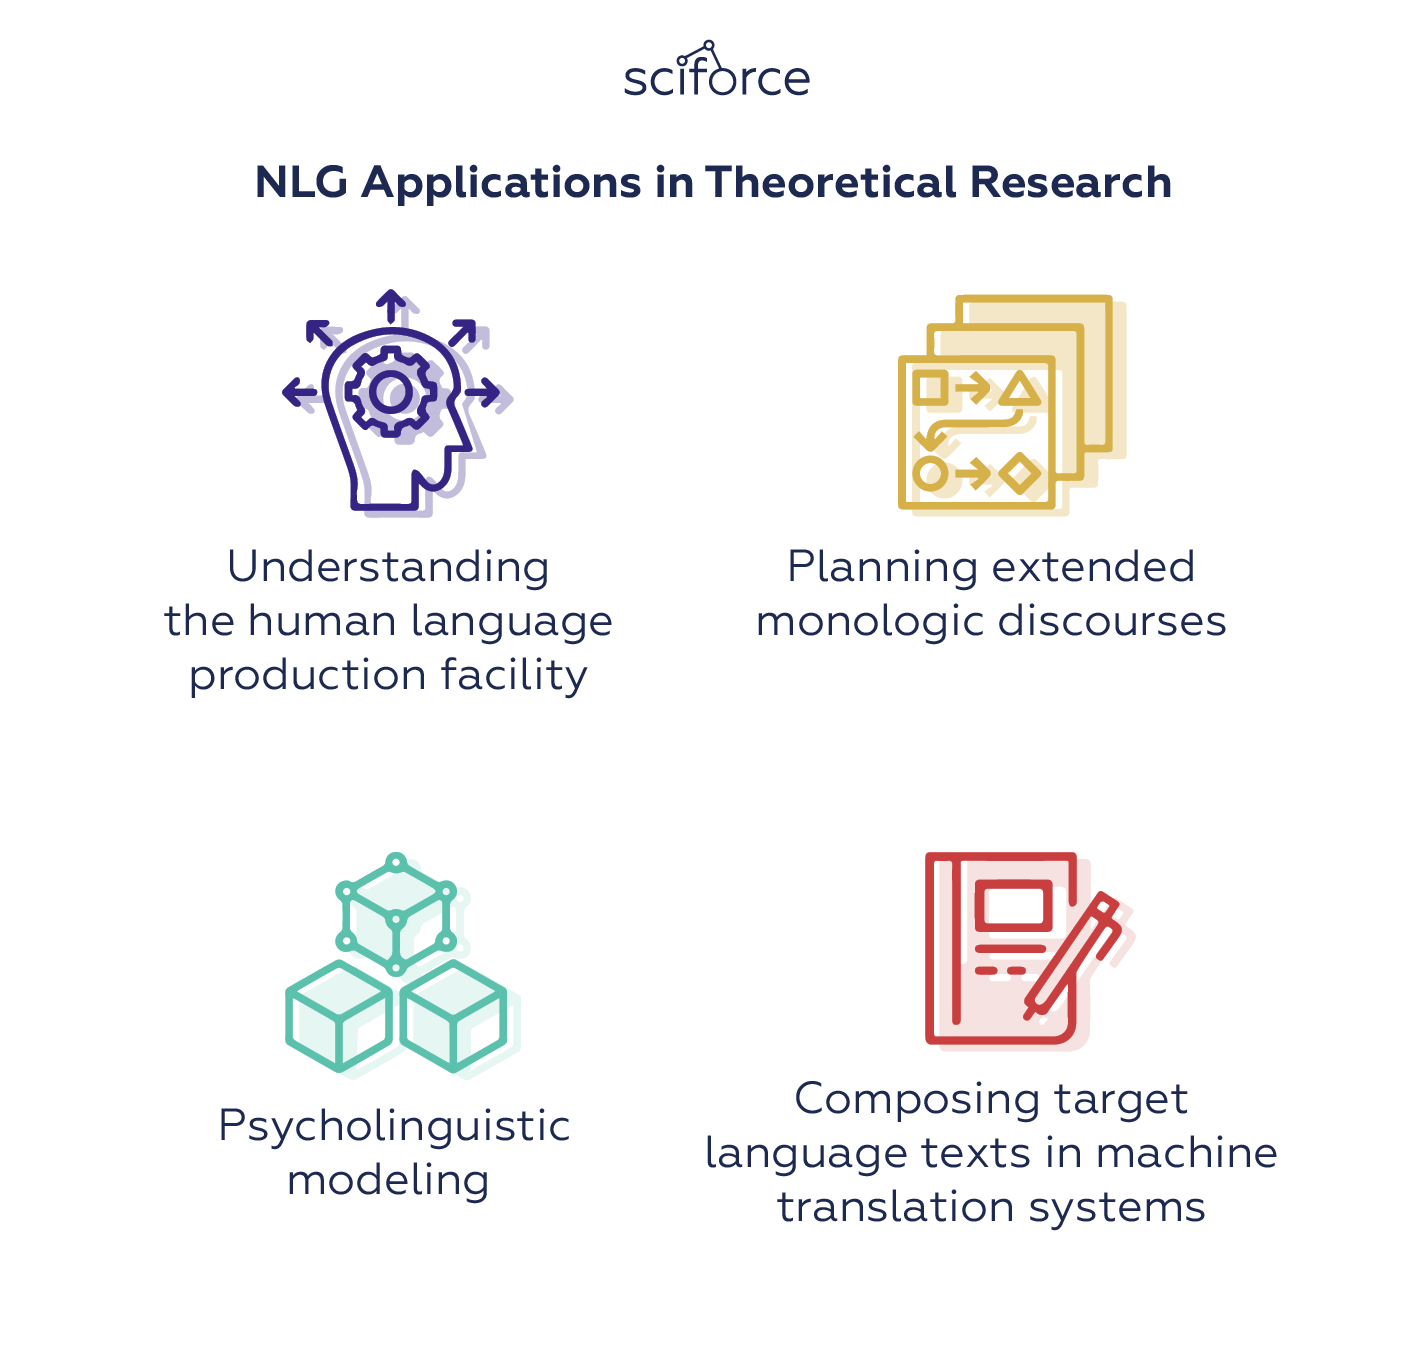 sciforce
NLG Applications in Theoretical Research
Understanding
the human language
production facility
Planning extended
monologic discourses
Psycholinguistic
modeling
Composing target
language texts in machine
translation systems